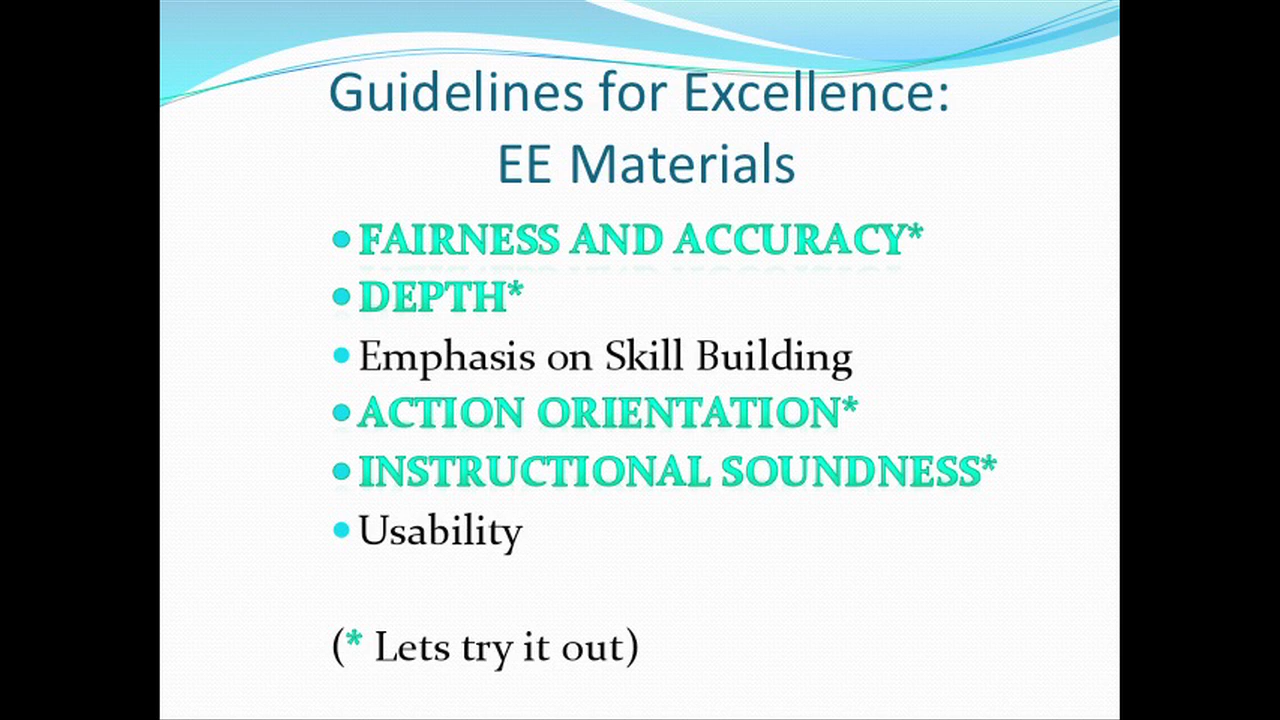 Guidelines for Excellence:
EE Materials
• FAIRNESS AND ACCURACY*
• DEPTH*
• Emphasis on Skill Building
• ACTION ORIENTATION*
• INSTRUCTIONAL SOUNDNESS*
• Usability
(* Lets try it out)